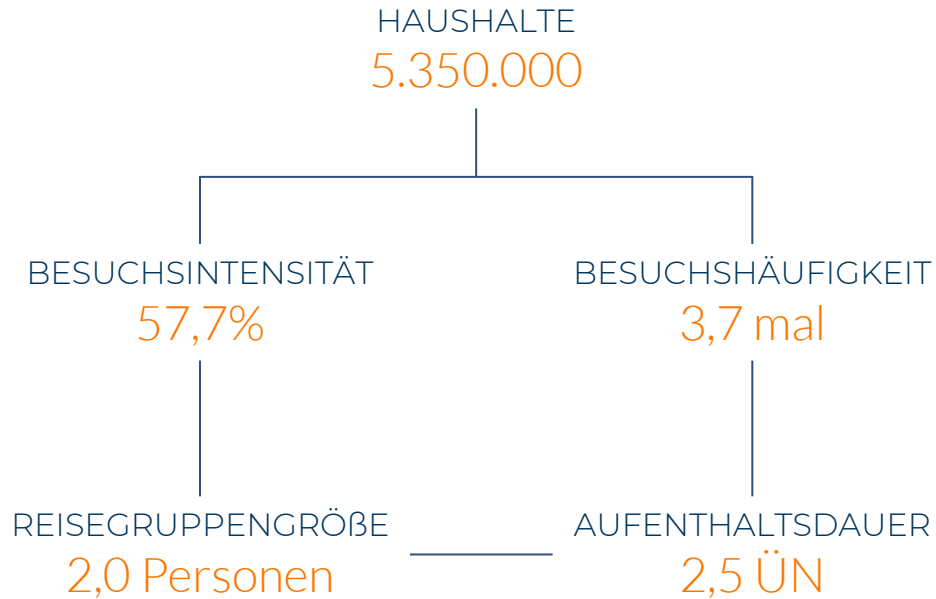 HAUSHALTE
5.350.000
BESUCHSINTENSITÄT
57,7%
BESUCHSHÄUFIGKEIT
3,7 mal
REISEGRUPPENGRÖßE
2,0 Personen
AUFENTHALTSDAUER
2,5 ÜN